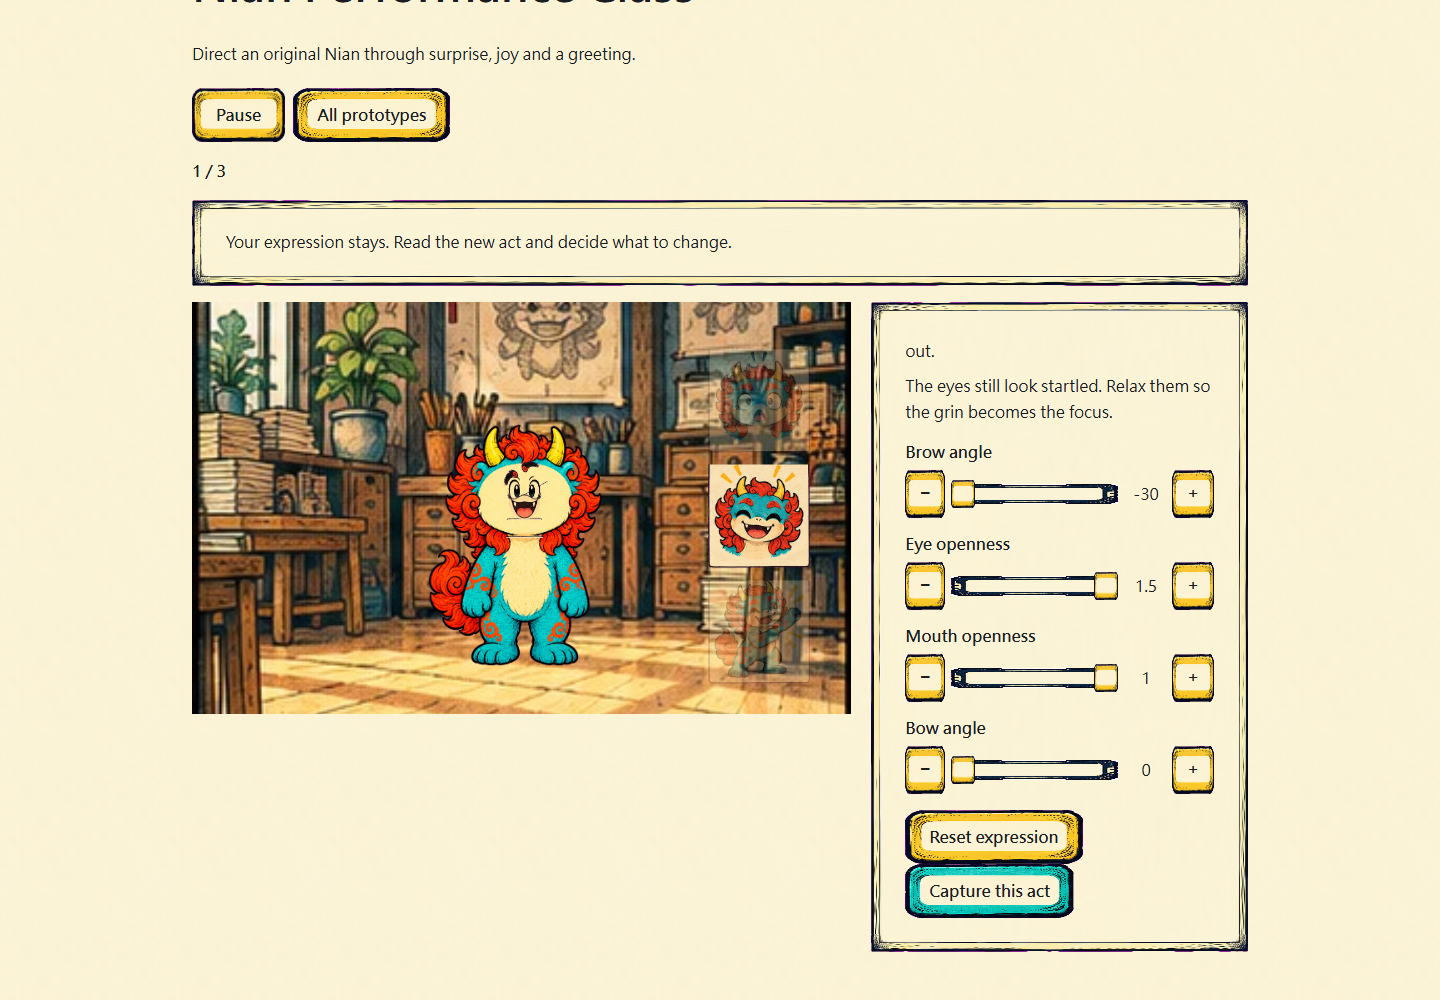 Nian Performance Class
Direct an original Nian through surprise, joy and a greeting.
Pause
All prototypes
1 / 3
Your expression stays. Read the new act and decide what to change.
out.
The eyes still look startled. Relax them so
the grin becomes the focus.
Brow angle
−
-30
+
Eye openness
−
1.5
+
Mouth openness
−
1
+
Bow angle
−
0
+
Reset expression
Capture this act